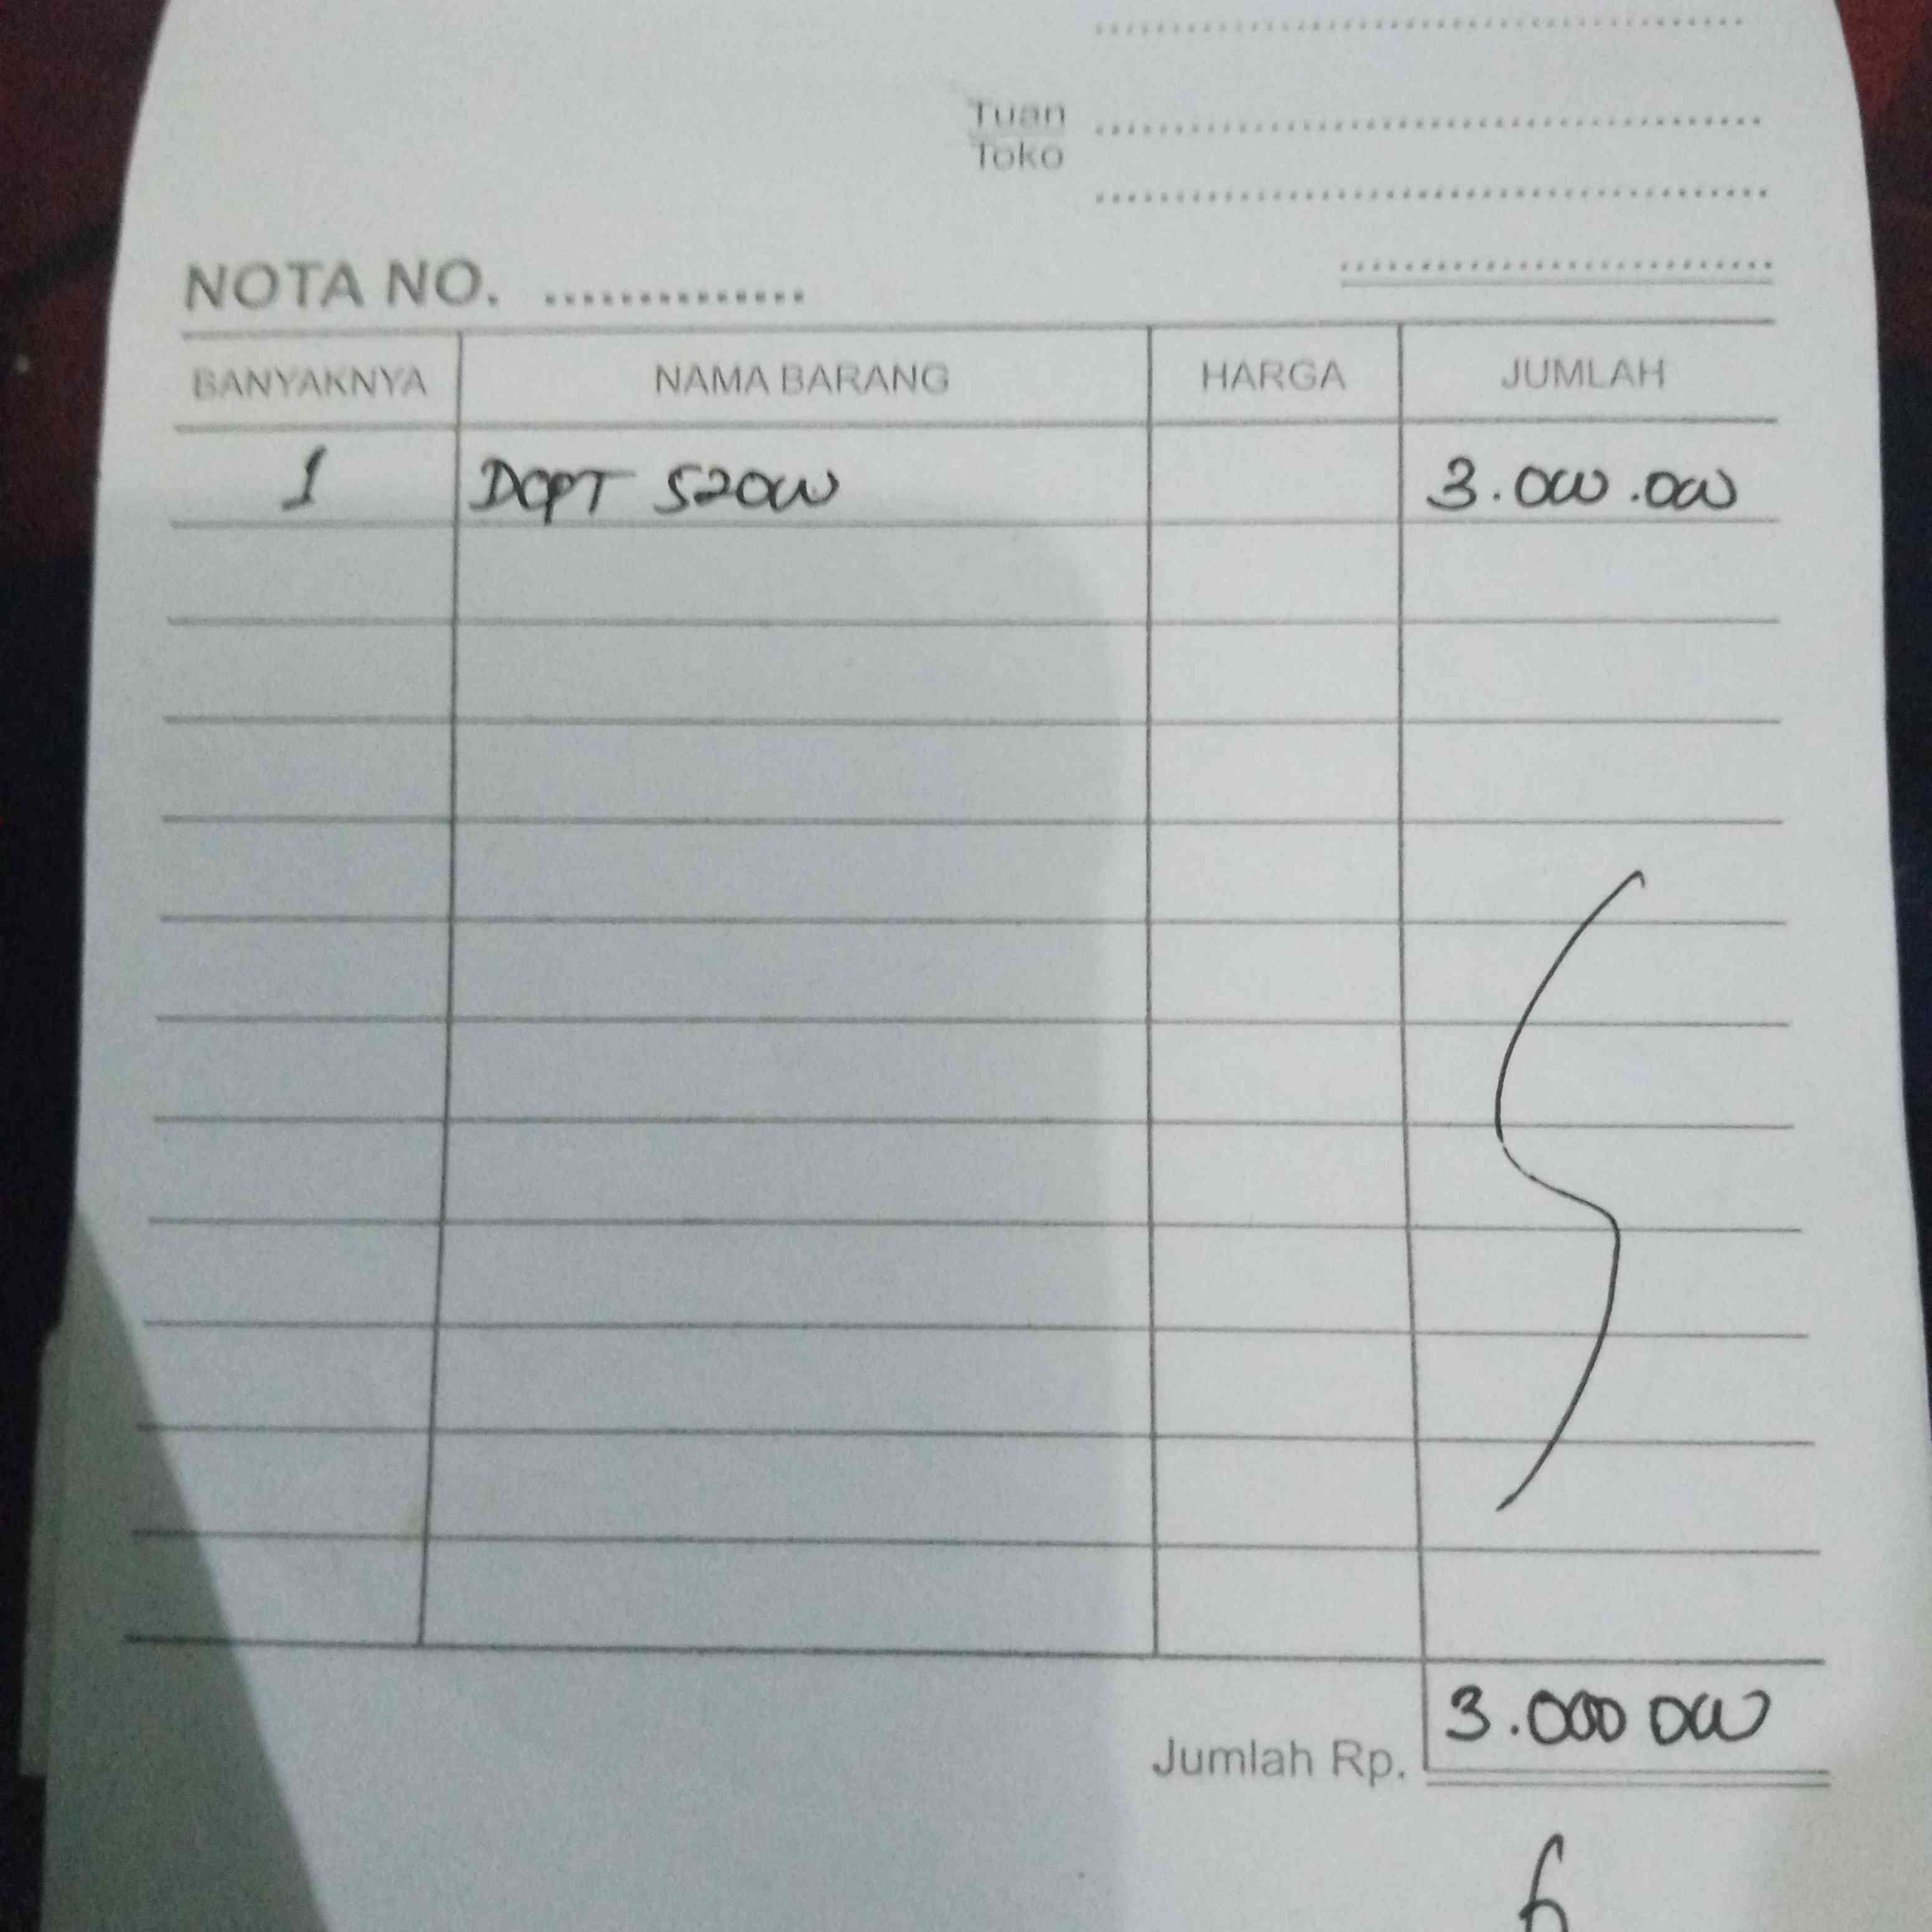 Tuan
Toko
NOTA NO. ..............
BANYAKNYA NAMA BARANG HARGA JUMLAH
1 DCPT 520W 3.000.000
Jumlah Rp. 3.000 000